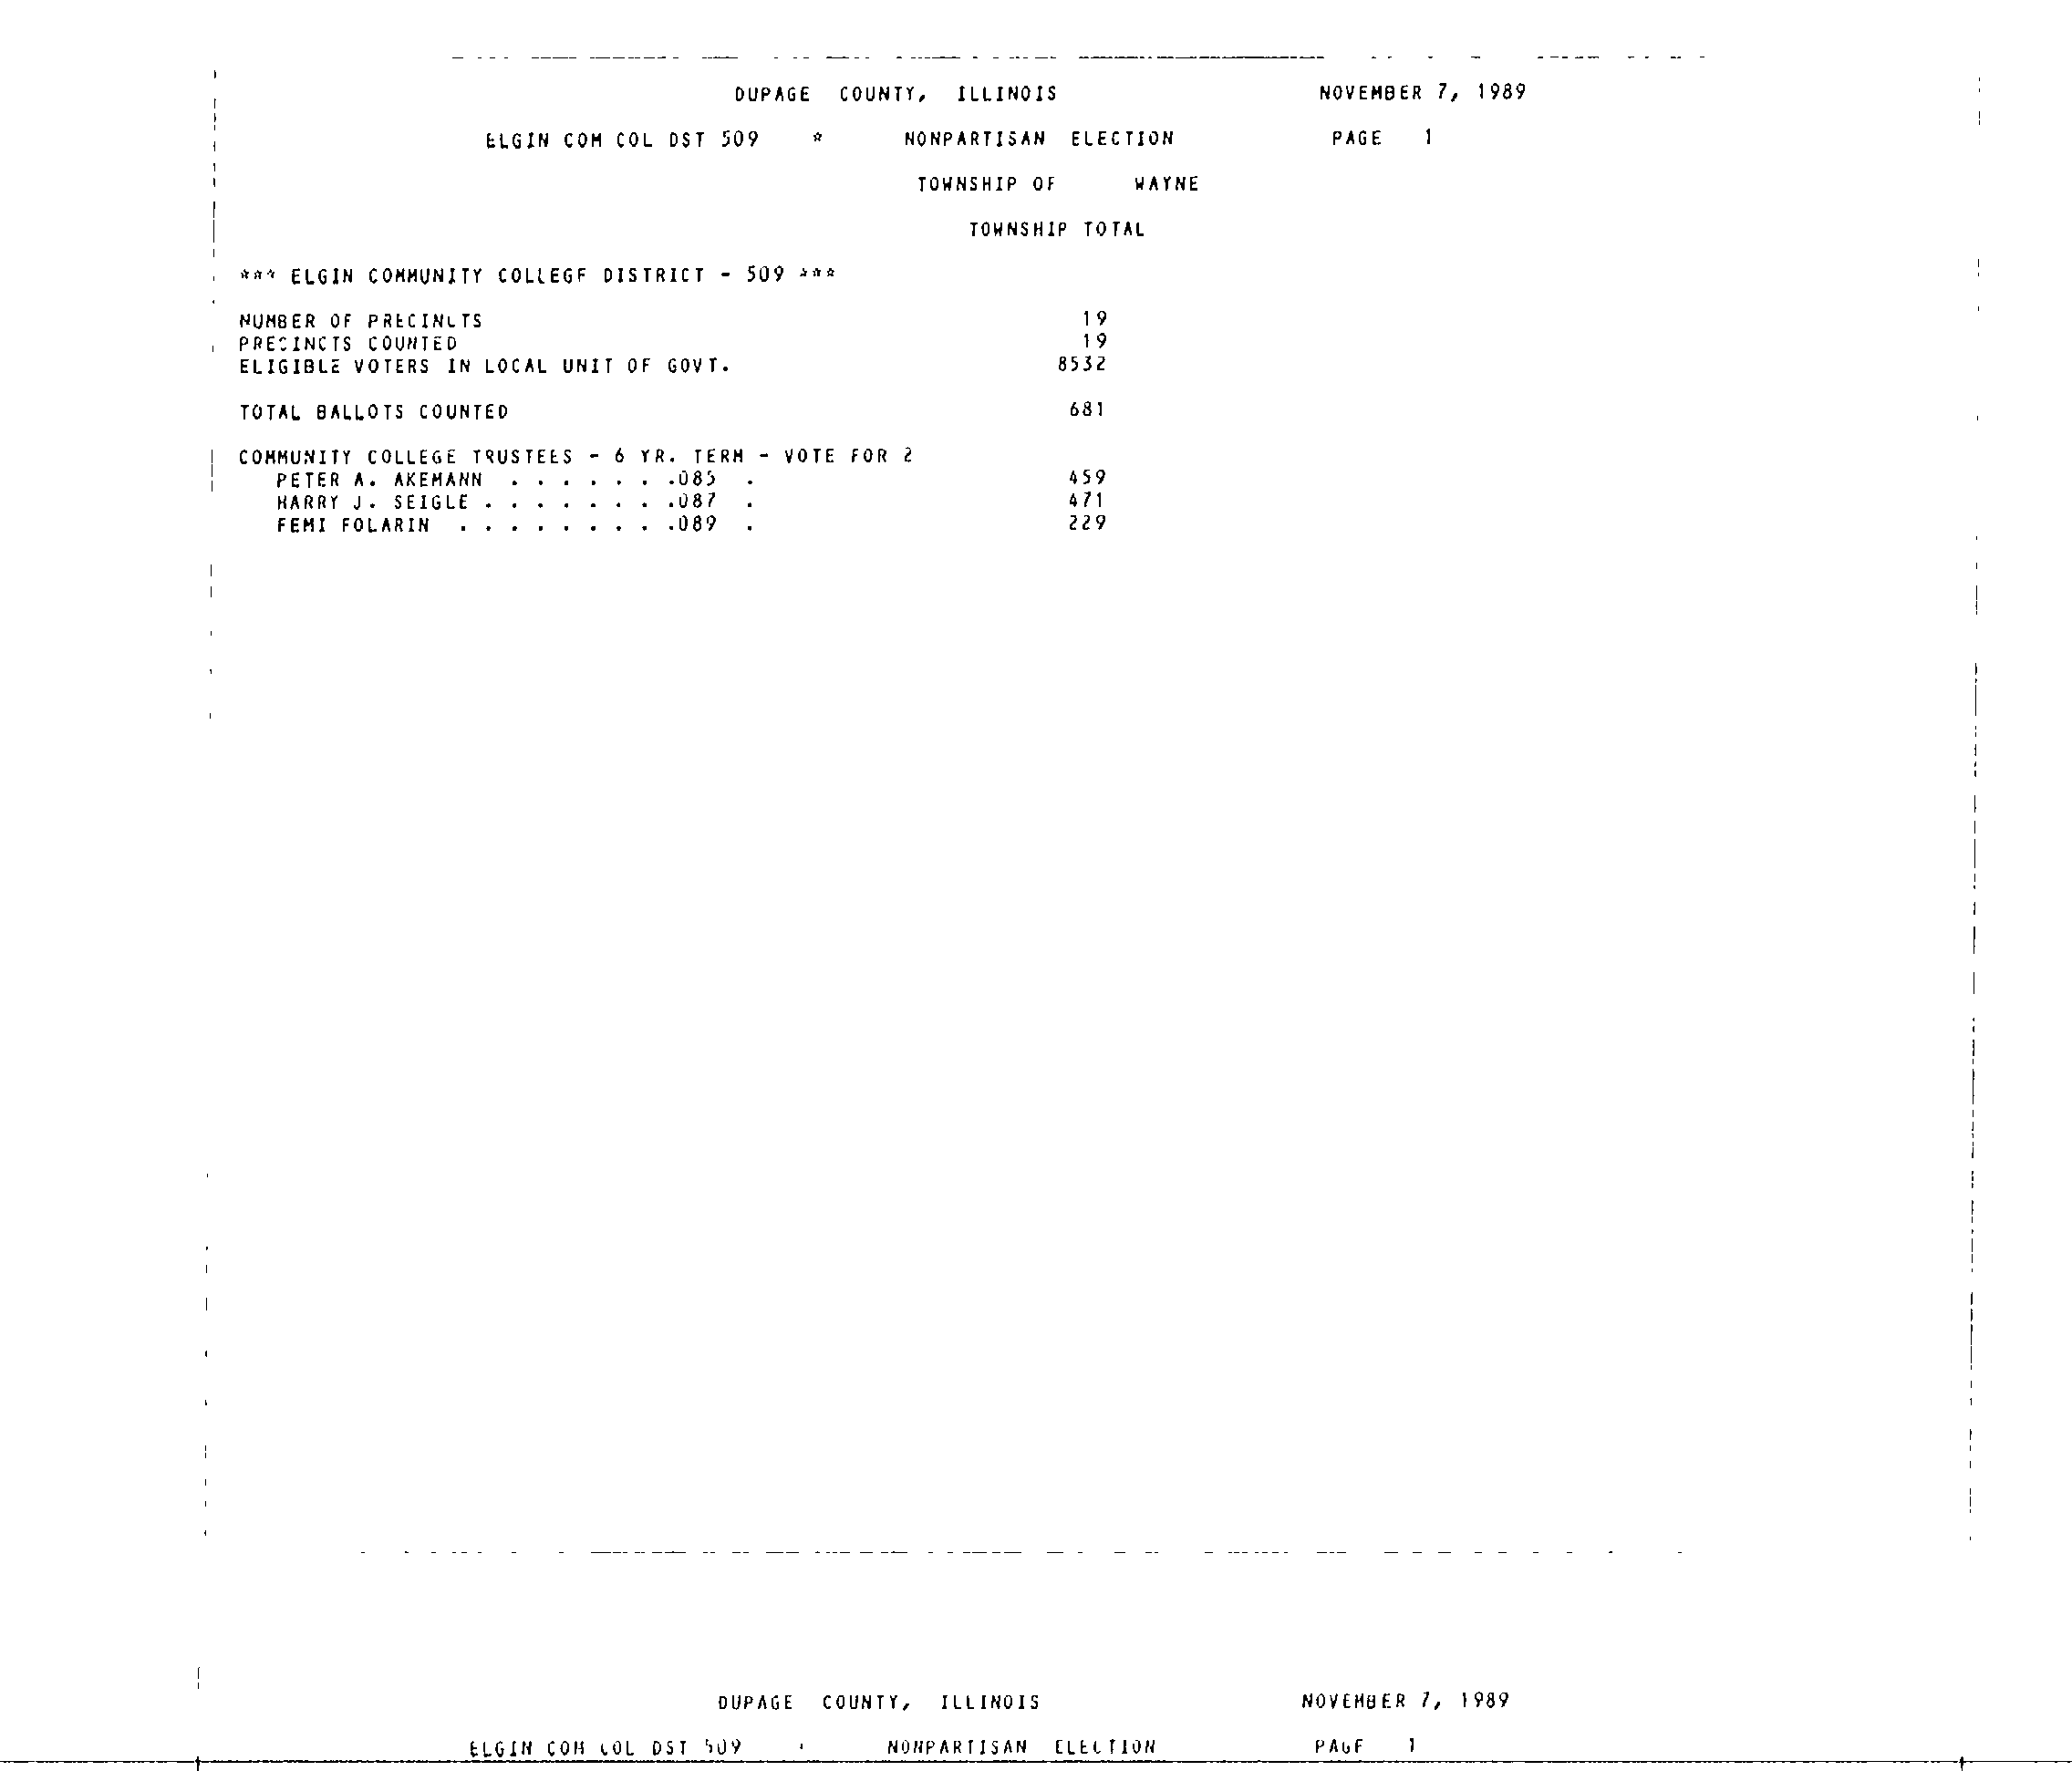 DUPAGE COUNTY, ILLINOIS NOVEMBER 7, 1989
ELGIN COM COL DST 509 * NONPARTISAN ELECTION PAGE 1
TOWNSHIP OF WAYNE
TOWNSHIP TOTAL
*** ELGIN COMMUNITY COLLEGE DISTRICT - 509 ***
NUMBER OF PRECINCTS 19
PRECINCTS COUNTED 19
ELIGIBLE VOTERS IN LOCAL UNIT OF GOVT. 8532
TOTAL BALLOTS COUNTED 681
COMMUNITY COLLEGE TRUSTEES - 6 YR. TERM - VOTE FOR 2
PETER A. AKEMANN . . . . . . .085 . 459
HARRY J. SEIGLE . . . . . . . .087 . 471
FEMI FOLARIN . . . . . . . . .089 . 229
DUPAGE COUNTY, ILLINOIS NOVEMBER 7, 1989
ELGIN COM COL DST 509 * NONPARTISAN ELECTION PAGE 1